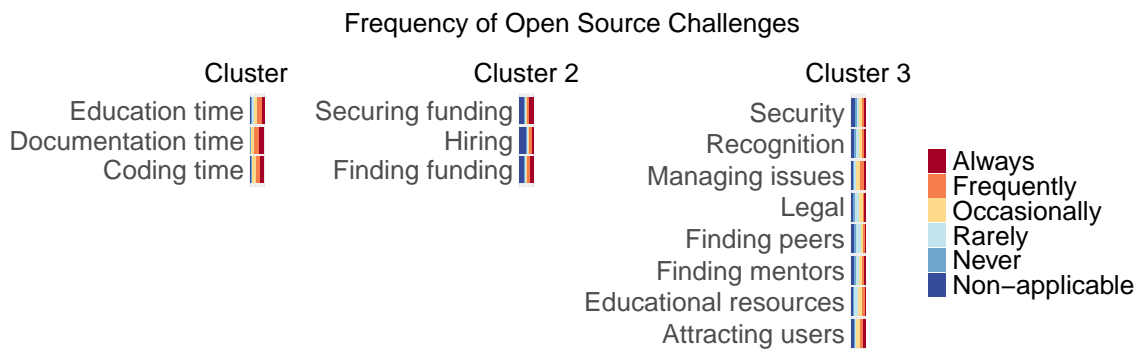 Frequency of Open Source Challenges
Cluster
Education time
Documentation time
Coding time
Cluster 2
Securing funding
Hiring
Finding funding
Cluster 3
Security
Recognition
Managing issues
Legal
Finding peers
Finding mentors
Educational resources
Attracting users
Always
Frequently
Occasionally
Rarely
Never
Non−applicable